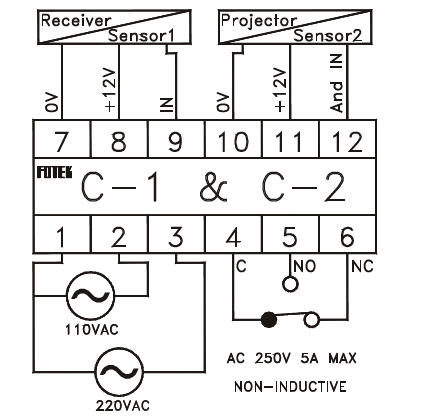 Receiver Projector
Sensor1 Sensor2
0V +12V IN 0V +12V And IN
7 8 9 10 11 12
FOTEK
C-1 & C-2
1 2 3 4 5 6
C NO NC
110VAC
AC 250V 5A MAX
NON-INDUCTIVE
220VAC